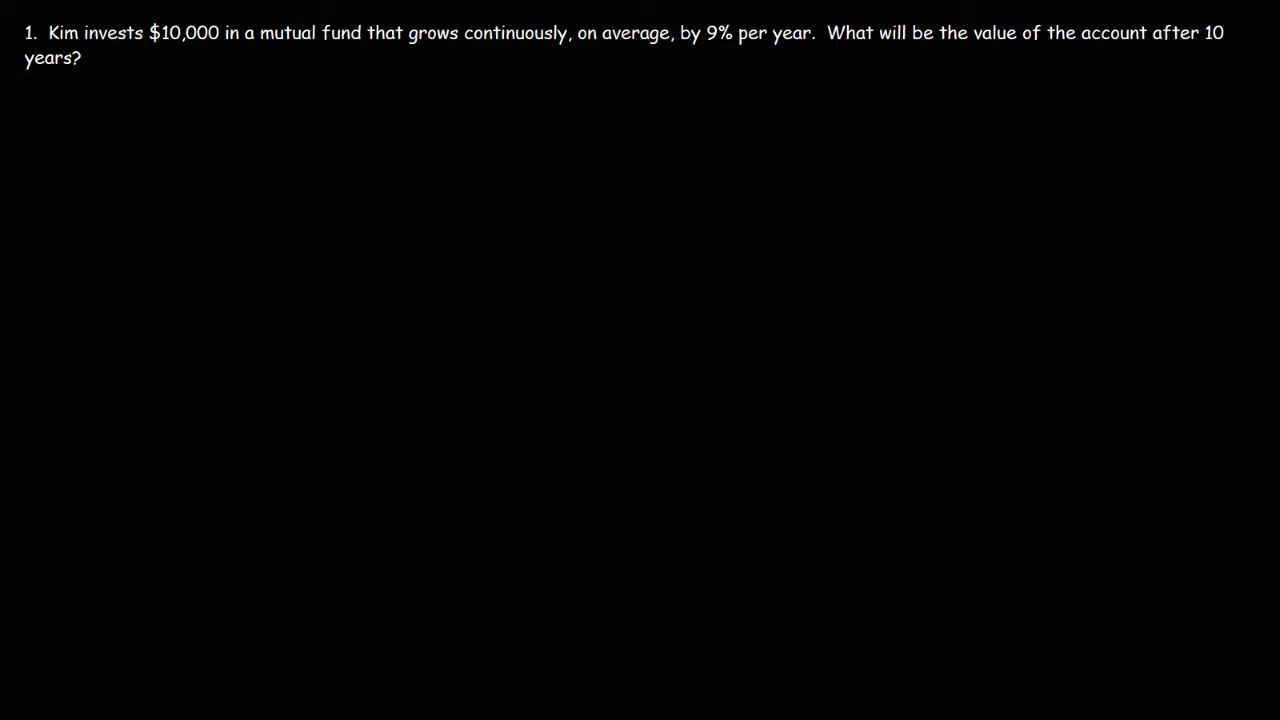 1.  Kim invests $10,000 in a mutual fund that grows continuously, on average, by 9% per year.  What will be the value of the account after 10
years?